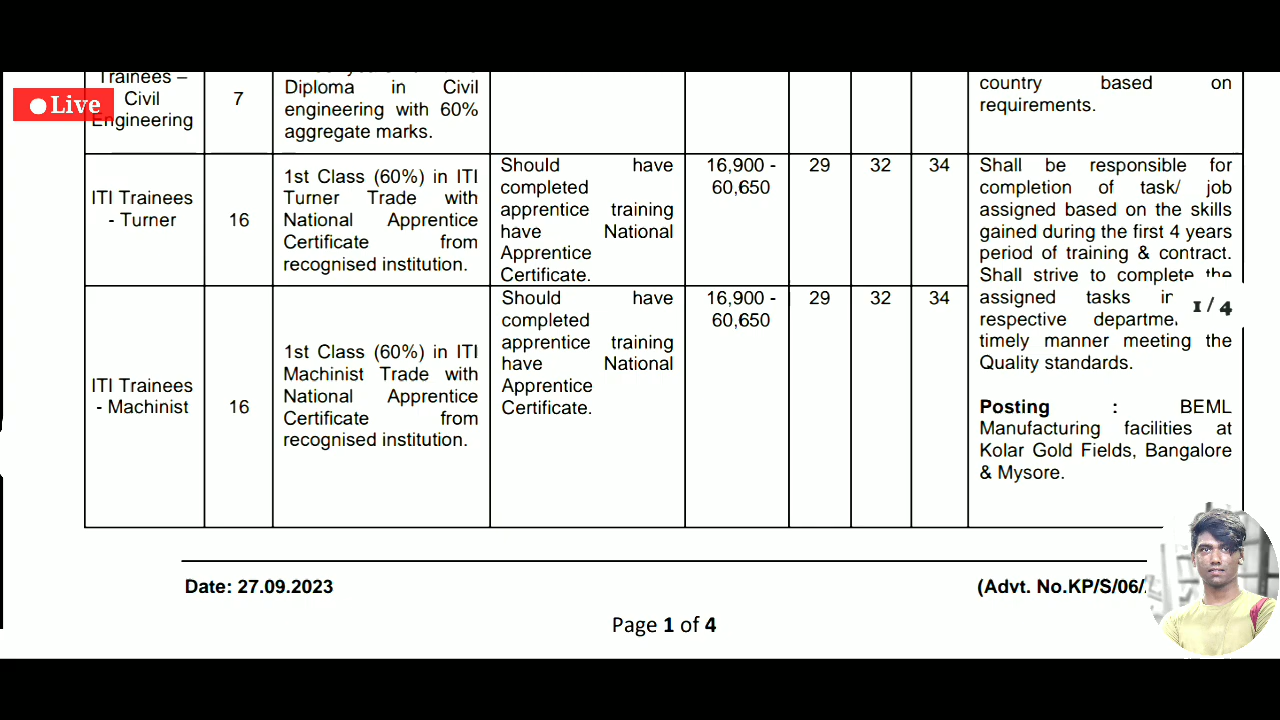 Live
Trainees –
Civil
Engineering
7
Diploma in Civil
engineering with 60%
aggregate marks.
country based on
requirements.
ITI Trainees
- Turner
16
1st Class (60%) in ITI
Turner Trade with
National Apprentice
Certificate from
recognised institution.
Should have
completed
apprentice training
have National
Apprentice
Certificate.
16,900 -
60,650
29
32
34
Shall be responsible for
completion of task/ job
assigned based on the skills
gained during the first 4 years
period of training & contract.
Shall strive to complete the
assigned tasks
respective
timely manner meeting the
Quality standards.
Posting : BEML
Manufacturing facilities at
Kolar Gold Fields, Bangalore
& Mysore.
1 / 4
ITI Trainees
- Machinist
16
1st Class (60%) in ITI
Machinist Trade with
National Apprentice
Certificate from
recognised institution.
Should have
completed
apprentice training
have National
Apprentice
Certificate.
16,900 -
60,650
29
32
34
Date: 27.09.2023
(Advt. No.KP/S/06/
Page 1 of 4